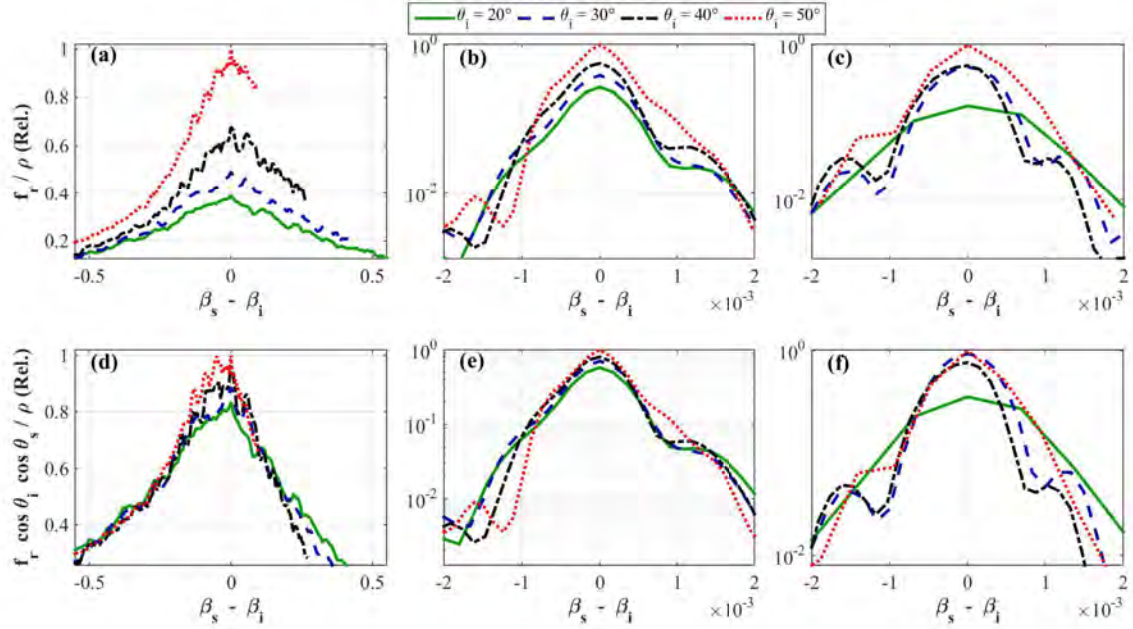 θi = 20° θi = 30° θi = 40° θi = 50°
(a) (b) (c)
fr / ρ (Rel.)
1
0.8
0.6
0.4
0.2
-0.5 0 0.5
βs - βi
10^0
10^-2
-2 -1 0 1 2
×10^-3
βs - βi
10^0
10^-2
-2 -1 0 1 2
×10^-3
βs - βi
(d) (e) (f)
fr cos θi cos θs / ρ (Rel.)
1
0.8
0.6
0.4
-0.5 0 0.5
βs - βi
10^0
10^-1
10^-2
-2 -1 0 1 2
×10^-3
βs - βi
10^0
10^-2
-2 -1 0 1 2
×10^-3
βs - βi